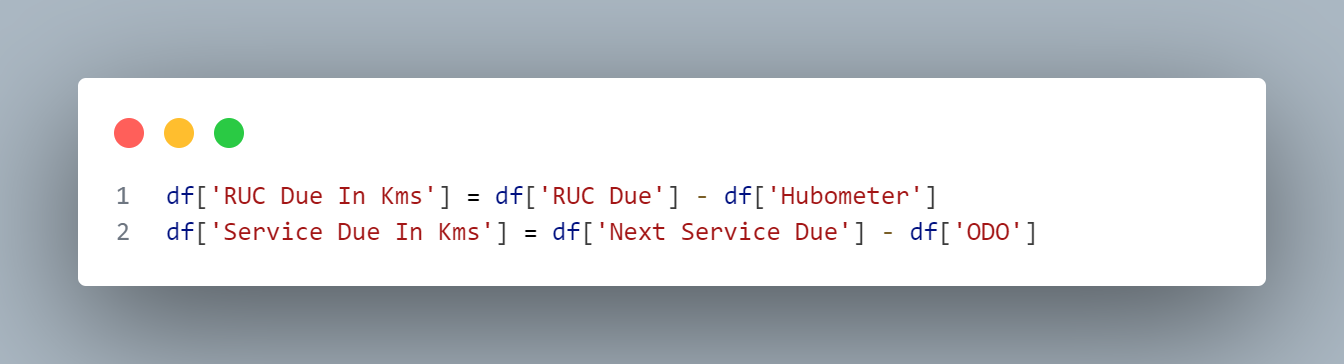 1 df['RUC Due In Kms'] = df['RUC Due'] - df['Hubometer']
2 df['Service Due In Kms'] = df['Next Service Due'] - df['ODO']